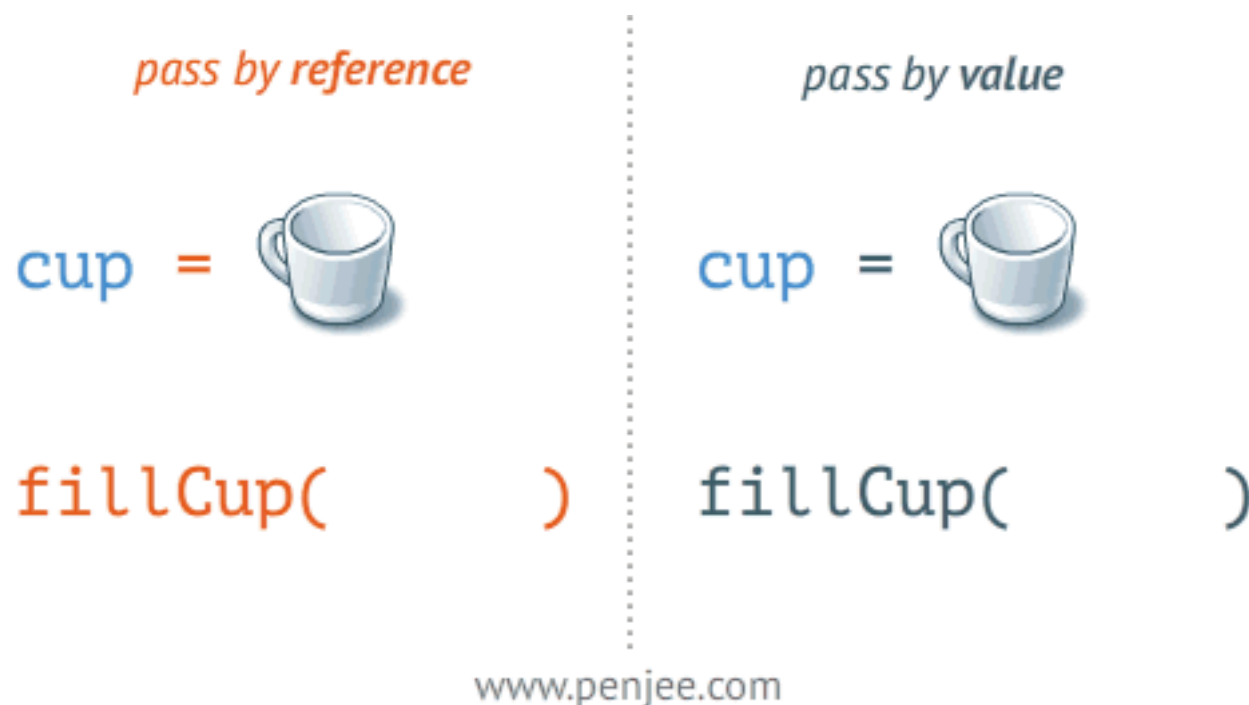 pass by reference
cup =
fillCup( )
pass by value
cup =
fillCup( )
www.penjee.com